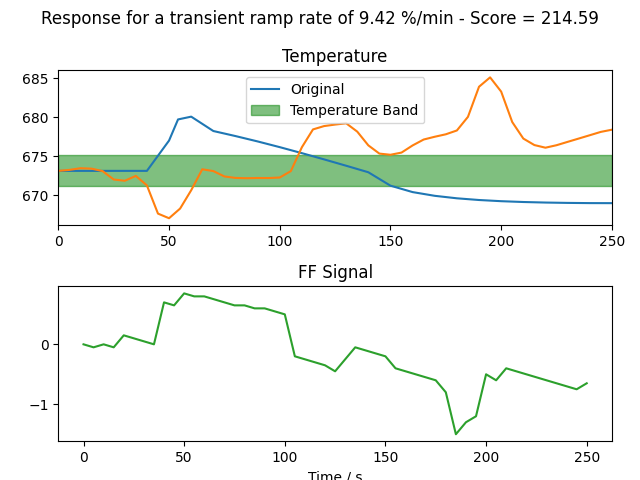 Response for a transient ramp rate of 9.42 %/min - Score = 214.59
Temperature
Original
Temperature Band
685
680
675
670
0 50 100 150 200 250
FF Signal
0
−1
0 50 100 150 200 250
Time / s